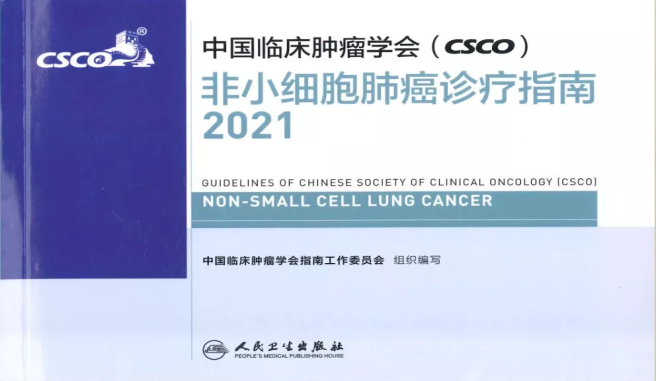 CSCO®
中国临床肿瘤学会（CSCO）
非小细胞肺癌诊疗指南
2021
GUIDELINES OF CHINESE SOCIETY OF CLINICAL ONCOLOGY (CSCO)
NON-SMALL CELL LUNG CANCER
中国临床肿瘤学会指南工作委员会 组织编写
人民卫生出版社
PEOPLE'S MEDICAL PUBLISHING HOUSE